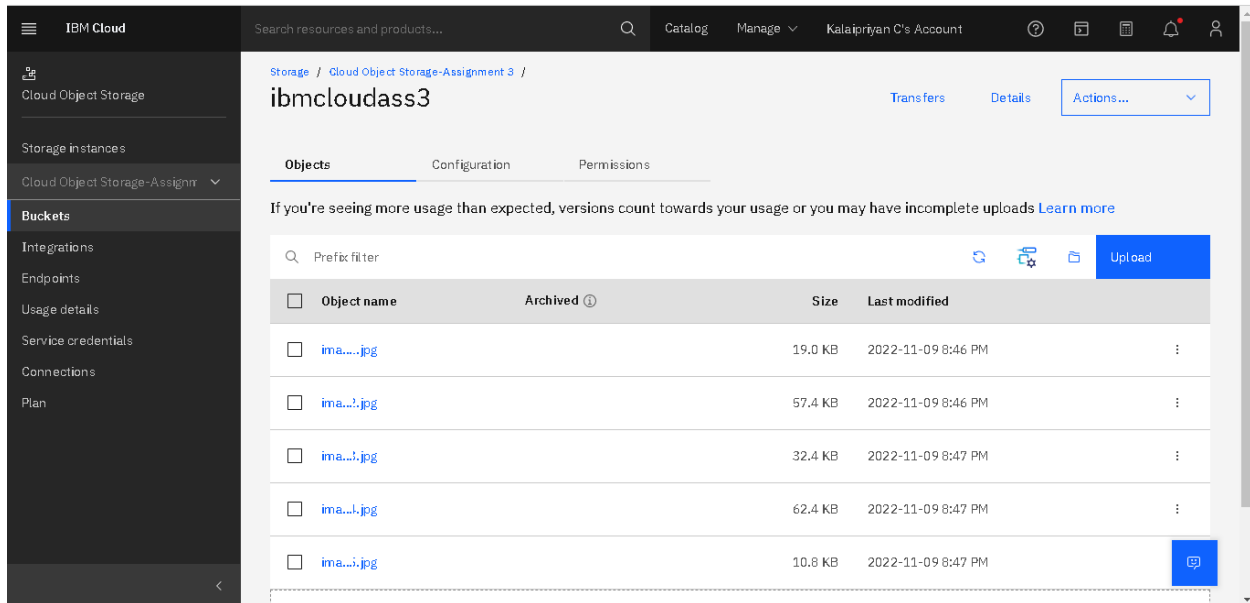 IBM Cloud
Search resources and products...
Catalog
Manage
Kalaipriyan C's Account
Cloud Object Storage
Storage instances
Cloud Object Storage-Assignm
Buckets
Integrations
Endpoints
Usage details
Service credentials
Connections
Plan
Storage / Cloud Object Storage-Assignment 3 /
ibmcloudass3
Transfers
Details
Actions...
Objects
Configuration
Permissions
If you're seeing more usage than expected, versions count towards your usage or you may have incomplete uploads Learn more
Prefix filter
Upload
Object name Archived Size Last modified
ima.....jpg 19.0 KB 2022-11-09 8:46 PM
57.4 KB 2022-11-09 8:46 PM
32.4 KB 2022-11-09 8:47 PM
62.4 KB 2022-11-09 8:47 PM
10.8 KB 2022-11-09 8:47 PM